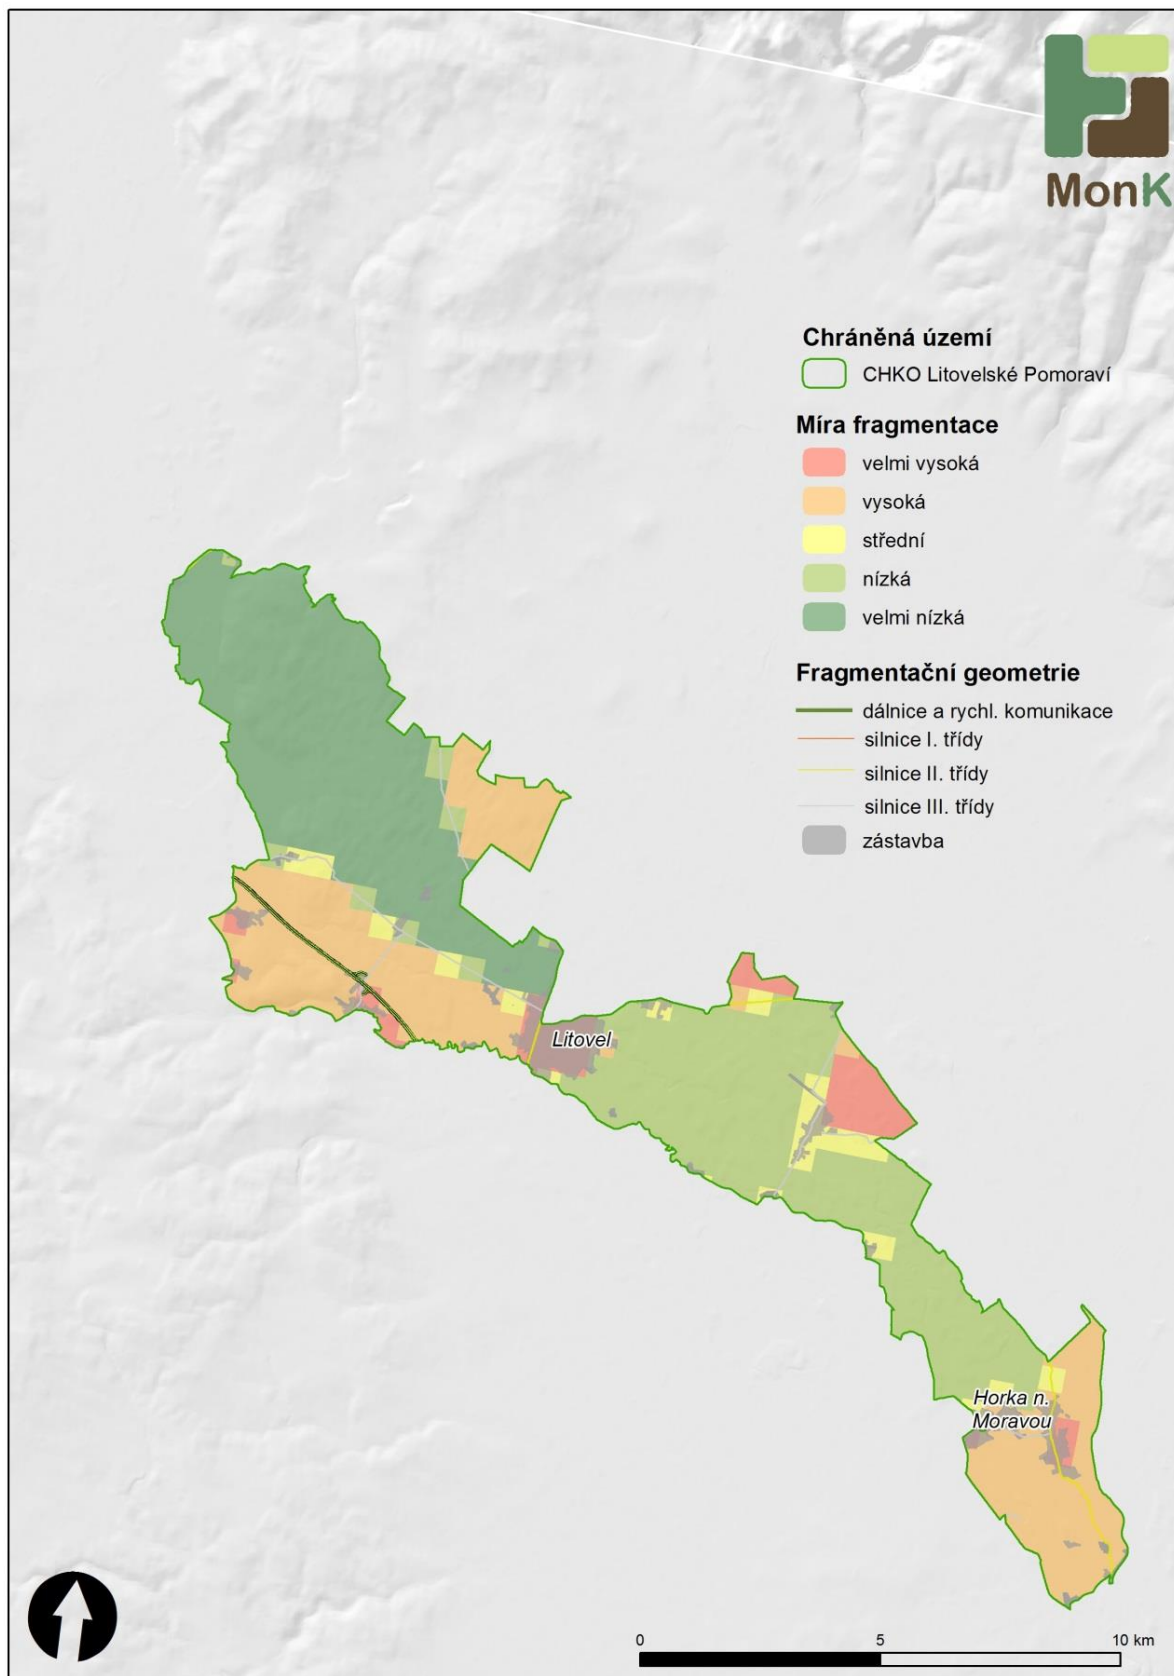 MonK
Chráněná území
CHKO Litovelské Pomoraví
Míra fragmentace
velmi vysoká
vysoká
střední
nízká
velmi nízká
Fragmentační geometrie
dálnice a rychl. komunikace
silnice I. třídy
silnice II. třídy
silnice III. třídy
zástavba
Litovel
Horka n.
Moravou
0 5 10 km